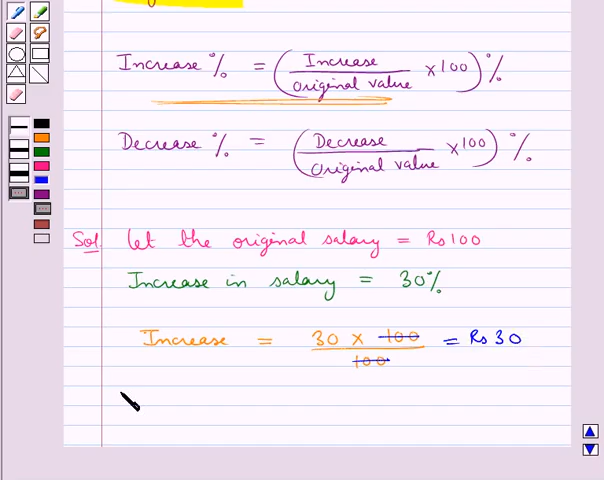 Increase % = (Increase / original value × 100) %
Decrease % = (Decrease / original value × 100) %
Sol. let the original salary = Rs 100
Increase in salary = 30%
Increase = 30 × 100 / 100 = Rs 30